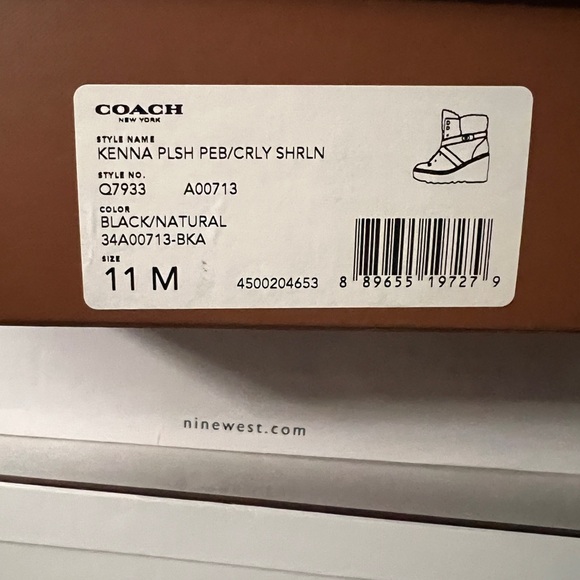 COACH
NEW YORK
STYLE NAME
KENNA PLSH PEB/CRLY SHRLN
STYLE NO.
Q7933 A00713
COLOR
BLACK/NATURAL
34A00713-BKA
SIZE
11 M
4500204653
8 89655 19727 9
ninewest.com